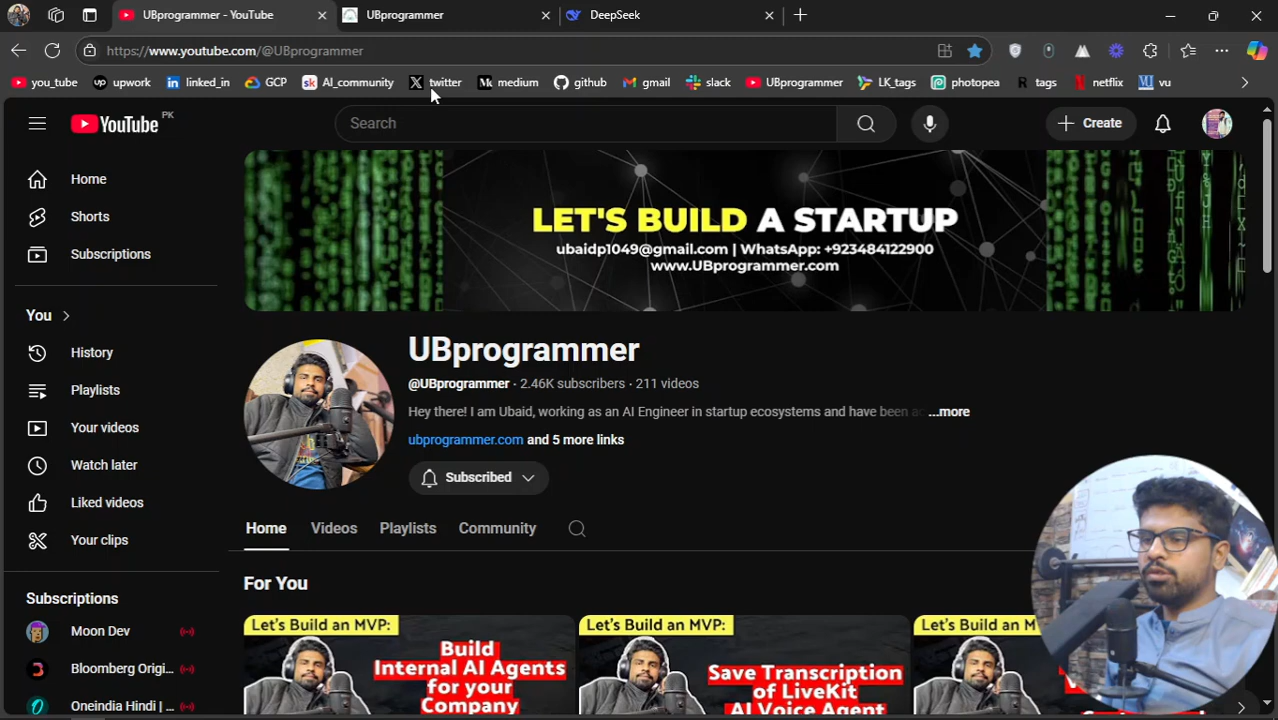 UBprogrammer - YouTube
UBprogrammer
DeepSeek
https://www.youtube.com/@UBprogrammer
you_tube
upwork
linked_in
GCP
AI_community
twitter
medium
github
gmail
slack
UBprogrammer
LK_tags
photopea
tags
netflix
vu
YouTube PK
Search
Create
Home
Shorts
Subscriptions
You
History
Playlists
Your videos
Watch later
Liked videos
Your clips
Subscriptions
Moon Dev
Bloomberg Origi...
Oneindia Hindi | ...
LET'S BUILD A STARTUP
ubaidp1049@gmail.com | WhatsApp: +923484122900
www.UBprogrammer.com
UBprogrammer
@UBprogrammer · 2.46K subscribers · 211 videos
Hey there! I am Ubaid, working as an AI Engineer in startup ecosystems and have been ...more
ubprogrammer.com and 5 more links
Subscribed
Home
Videos
Playlists
Community
For You
Let's Build an MVP:
Build
Internal AI Agents
for your
Company
Let's Build an MVP:
Save Transcription
of LiveKit
AI Voice Agent
Let's Build an M